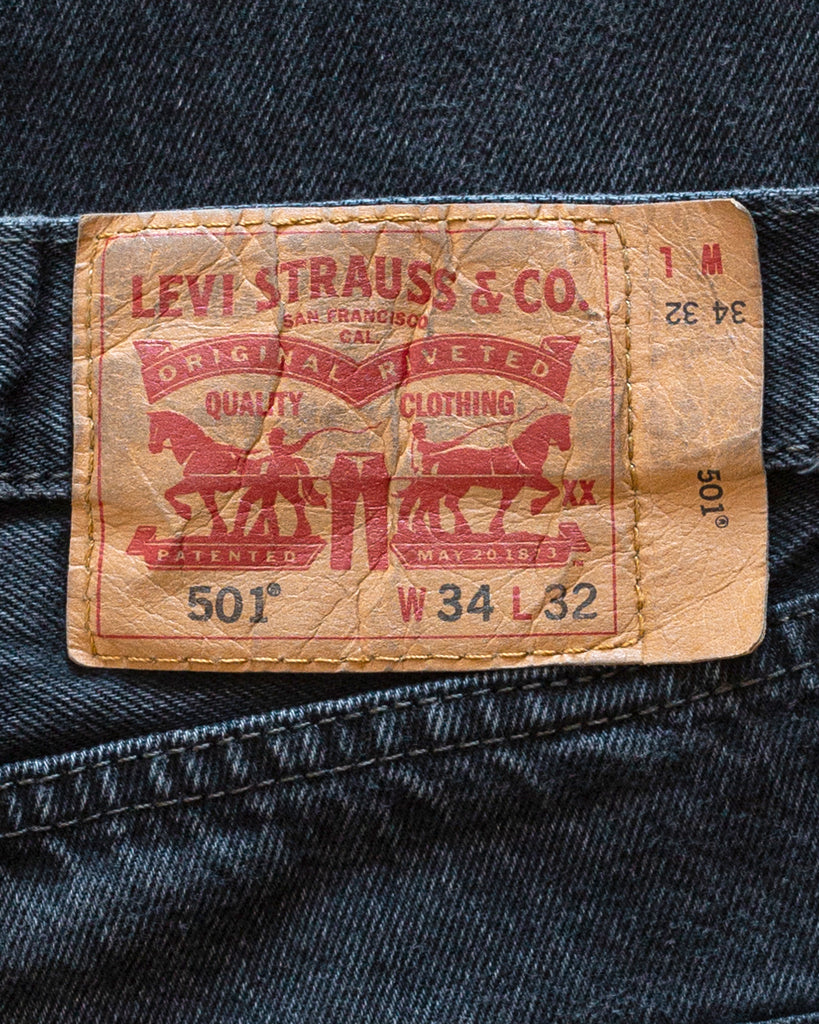 LEVI STRAUSS & CO.
SAN FRANCISCO
CAL.
ORIGINAL RIVETED
QUALITY CLOTHING
XX
PATENTED MAY 20 1873
TM
501® W 34 L 32
W L
34 32
501®